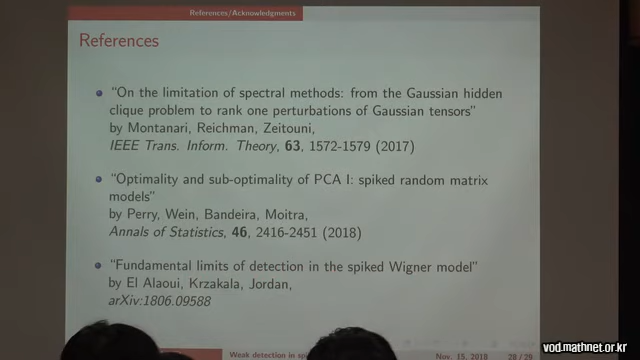 References/Acknowledgments
References
"On the limitation of spectral methods: from the Gaussian hidden
clique problem to rank one perturbations of Gaussian tensors"
by Montanari, Reichman, Zeitouni,
IEEE Trans. Inform. Theory, 63, 1572-1579 (2017)
"Optimality and sub-optimality of PCA I: spiked random matrix
models"
by Perry, Wein, Bandeira, Moitra,
Annals of Statistics, 46, 2416-2451 (2018)
"Fundamental limits of detection in the spiked Wigner model"
by El Alaoui, Krzakala, Jordan,
arXiv:1806.09588
Weak detection in
Nov. 15, 2018 28 / 29
vod.mathnet.or.kr